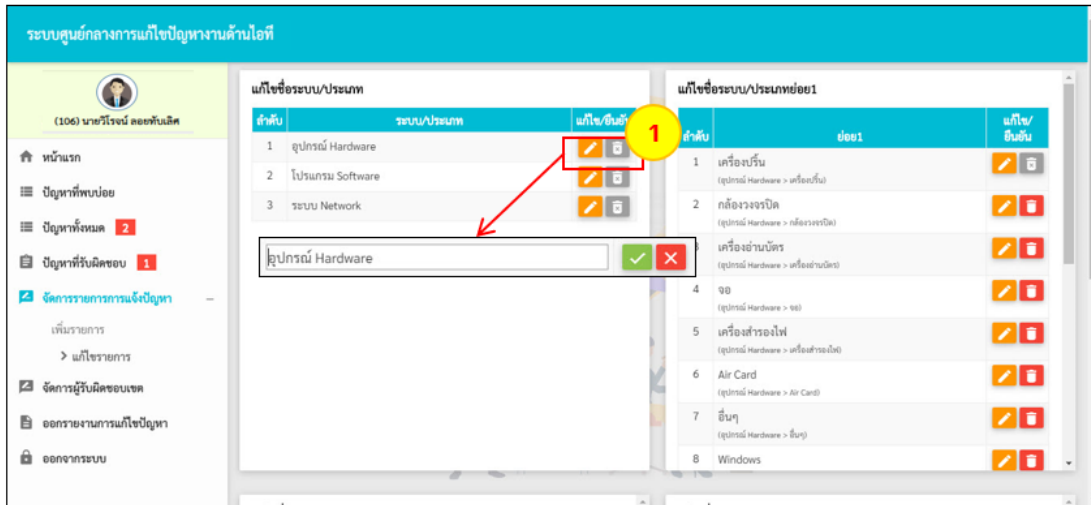 ระบบศูนย์กลางการแก้ไขปัญหางานด้านไอที
(106) นายวิโรจน์ ลอยทับเลิศ
หน้าแรก
ปัญหาที่พบบ่อย
ปัญหาทั้งหมด 2
ปัญหาที่รับผิดชอบ 1
จัดการรายการการแจ้งปัญหา
เพิ่มรายการ
แก้ไขรายการ
จัดการผู้รับผิดชอบเขต
ออกรายงานการแก้ไขปัญหา
ออกจากระบบ
แก้ไขชื่อระบบ/ประเภท
ลำดับ ระบบ/ประเภท แก้ไข/ยืนยัน
1 อุปกรณ์ Hardware
2 โปรแกรม Software
3 ระบบ Network
1
อุปกรณ์ Hardware
แก้ไขชื่อระบบ/ประเภทย่อย1
ลำดับ ย่อย1 แก้ไข/
ยืนยัน
1 เครื่องปริ้น
(อุปกรณ์ Hardware > เครื่องปริ้น)
2 กล้องวงจรปิด
(อุปกรณ์ Hardware > กล้องวงจรปิด)
3 เครื่องอ่านบัตร
(อุปกรณ์ Hardware > เครื่องอ่านบัตร)
4 จอ
(อุปกรณ์ Hardware > จอ)
5 เครื่องสำรองไฟ
(อุปกรณ์ Hardware > เครื่องสำรองไฟ)
6 Air Card
(อุปกรณ์ Hardware > Air Card)
7 อื่นๆ
(อุปกรณ์ Hardware > อื่นๆ)
8 Windows